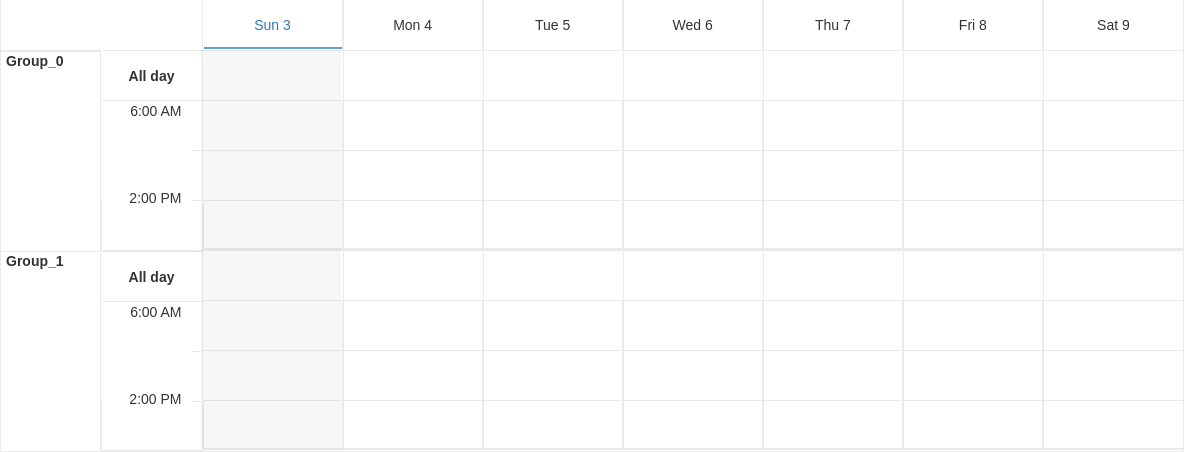 Sun 3 Mon 4 Tue 5 Wed 6 Thu 7 Fri 8 Sat 9
Group_0
All day
6:00 AM
2:00 PM
Group_1
All day
6:00 AM
2:00 PM